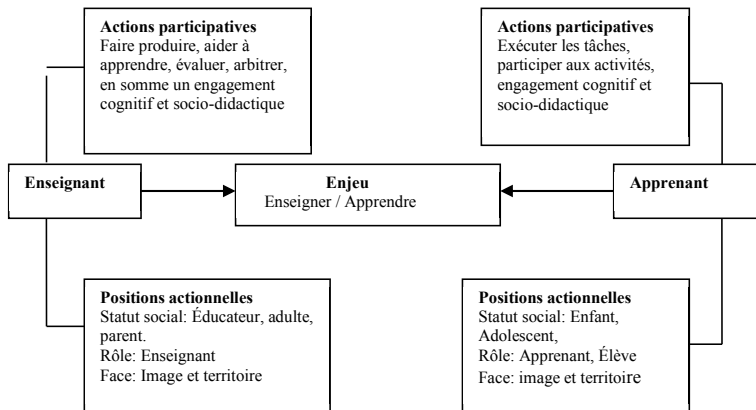 Actions participatives
Faire produire, aider à
apprendre, évaluer, arbitrer,
en somme un engagement
cognitif et socio-didactique
Actions participatives
Exécuter les tâches,
participer aux activités,
engagement cognitif et
socio-didactique
Enseignant
Enjeu
Enseigner / Apprendre
Apprenant
Positions actionnelles
Statut social: Éducateur, adulte,
parent.
Rôle: Enseignant
Face: Image et territoire
Positions actionnelles
Statut social: Enfant,
Adolescent,
Rôle: Apprenant, Élève
Face: image et territoire